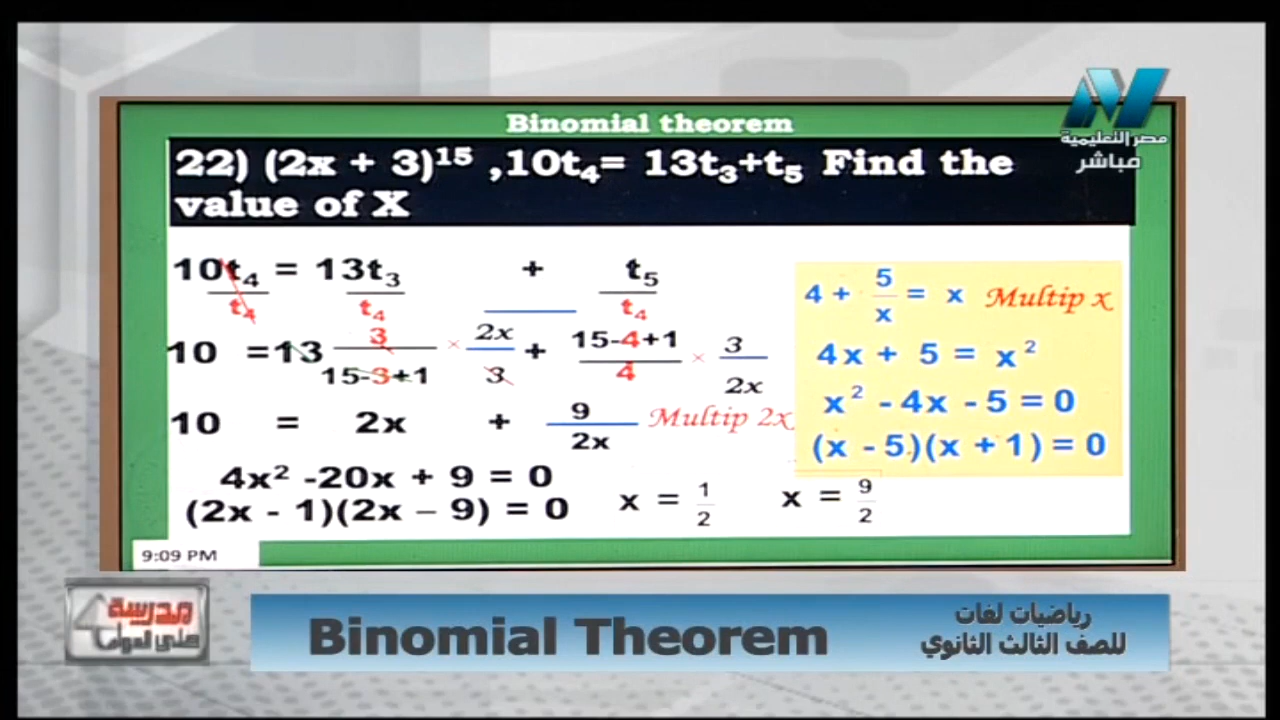 Binomial theorem
مصر التعليمية
مباشر
22) (2x + 3)¹⁵ ,10t₄= 13t₃+t₅ Find the
value of X
10t₄/t₄ = 13t₃/t₄ + t₅/t₄
10 =13 3/(15-3+1) × 2x/3 + (15-4+1)/4 × 3/2x
10 = 2x + 9/2x Multip 2x
4x² -20x + 9 = 0
(2x - 1)(2x – 9) = 0 x = 1/2 x = 9/2
4 + 5/x = x Multip x
4x + 5 = x²
x² - 4x - 5 = 0
(x - 5)(x + 1) = 0
9:09 PM
مدرسة
على الهواء
Binomial Theorem
رياضيات لغات
للصف الثالث الثانوي